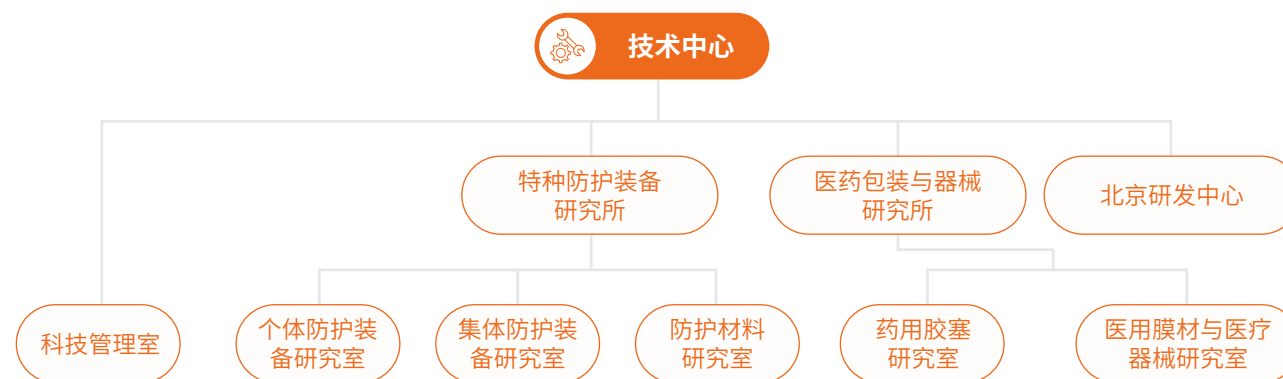 技术中心
特种防护装备
研究所
医药包装与器械
研究所
北京研发中心
科技管理室
个体防护装
备研究室
集体防护装
备研究室
防护材料
研究室
药用胶塞
研究室
医用膜材与医疗
器械研究室